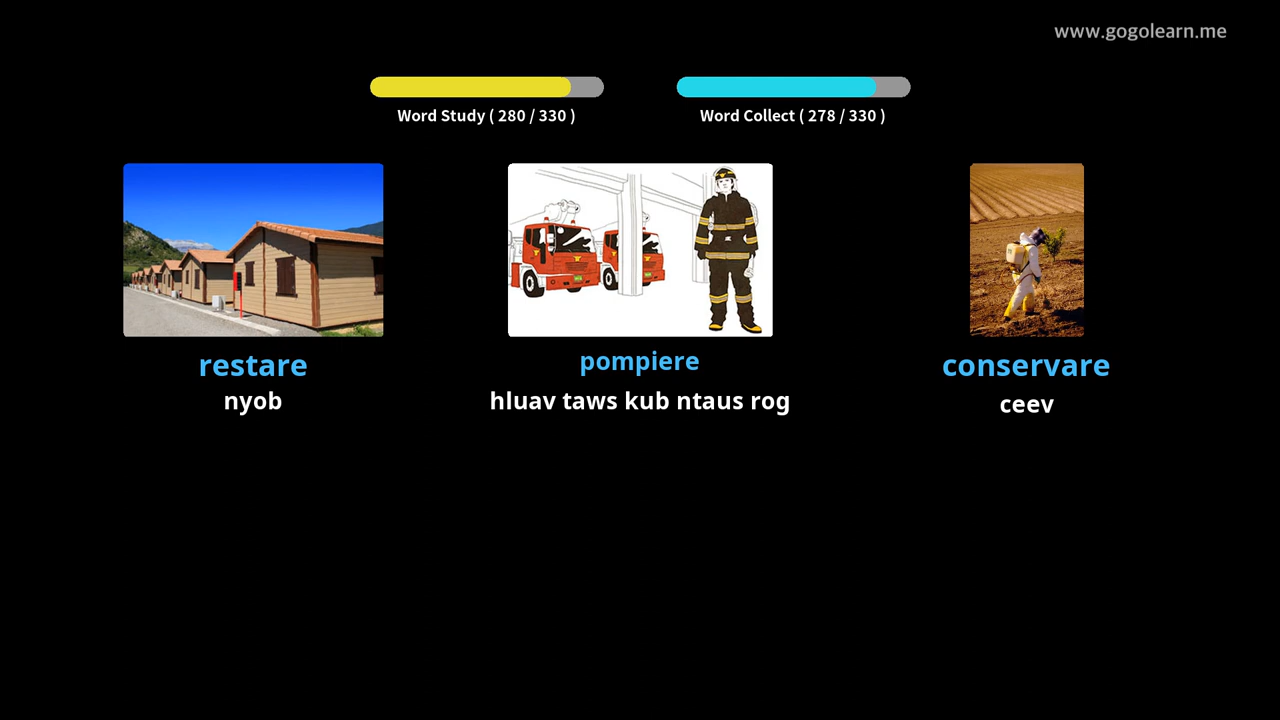 www.gogolearn.me
Word Study ( 280 / 330 )
Word Collect ( 278 / 330 )
restare
nyob
pompiere
hluav taws kub ntaus rog
conservare
ceev